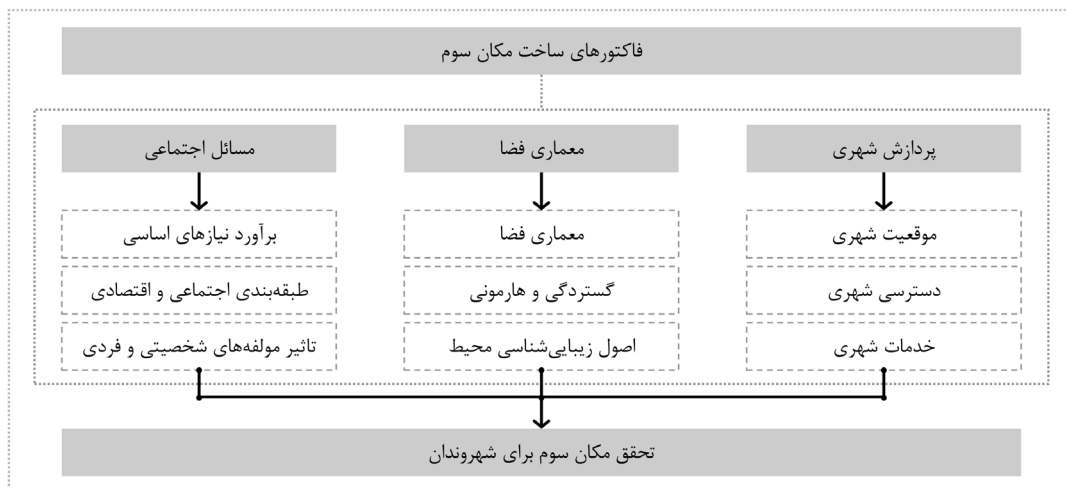 فاکتورهای ساخت مکان سوم
پردازش شهری
موقعیت شهری
دسترسی شهری
خدمات شهری
معماری فضا
معماری فضا
گستردگی و هارمونی
اصول زیبایی‌شناسی محیط
مسائل اجتماعی
برآورد نیازهای اساسی
طبقه‌بندی اجتماعی و اقتصادی
تاثیر مولفه‌های شخصیتی و فردی
تحقق مکان سوم برای شهروندان